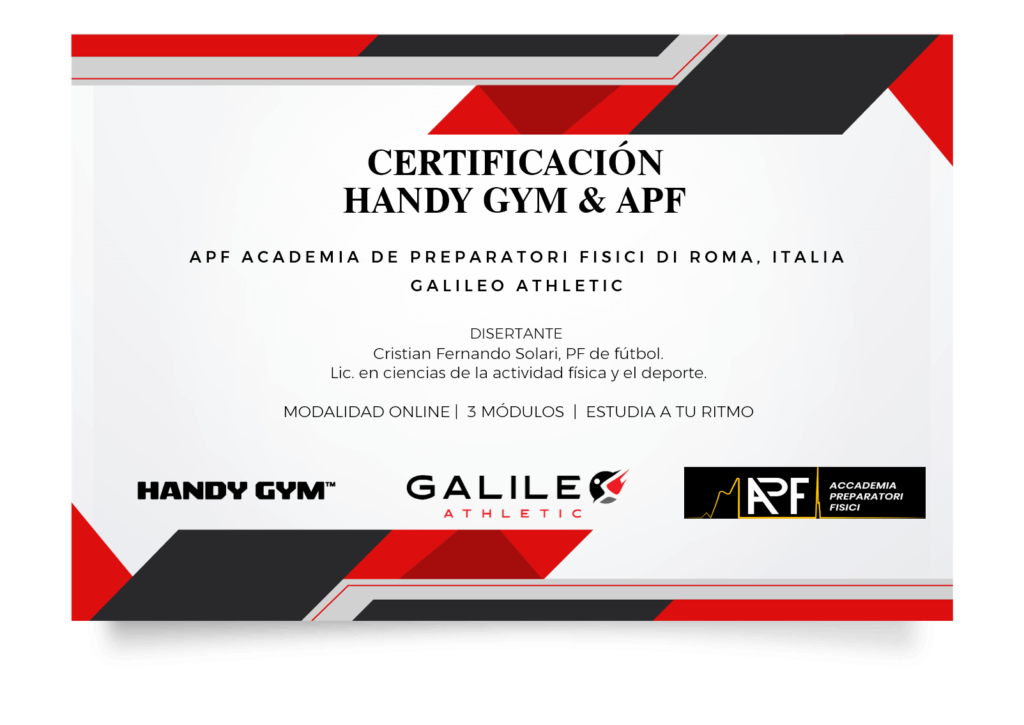 CERTIFICACIÓN
HANDY GYM & APF
APF ACADEMIA DE PREPARATORI FISICI DI ROMA, ITALIA
GALILEO ATHLETIC
DISERTANTE
Cristian Fernando Solari, PF de fútbol.
Lic. en ciencias de la actividad física y el deporte.
MODALIDAD ONLINE | 3 MÓDULOS | ESTUDIA A TU RITMO
HANDY GYM™
GALILEO
ATHLETIC
APF
ACCADEMIA
PREPARATORI
FISICI